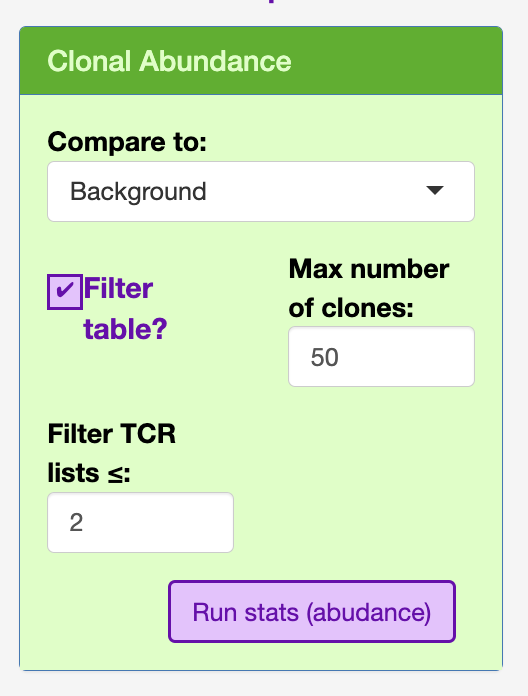 Clonal Abundance
Compare to:
Background
✔Filter
table?
Max number
of clones:
50
Filter TCR
lists ≤:
2
Run stats (abudance)